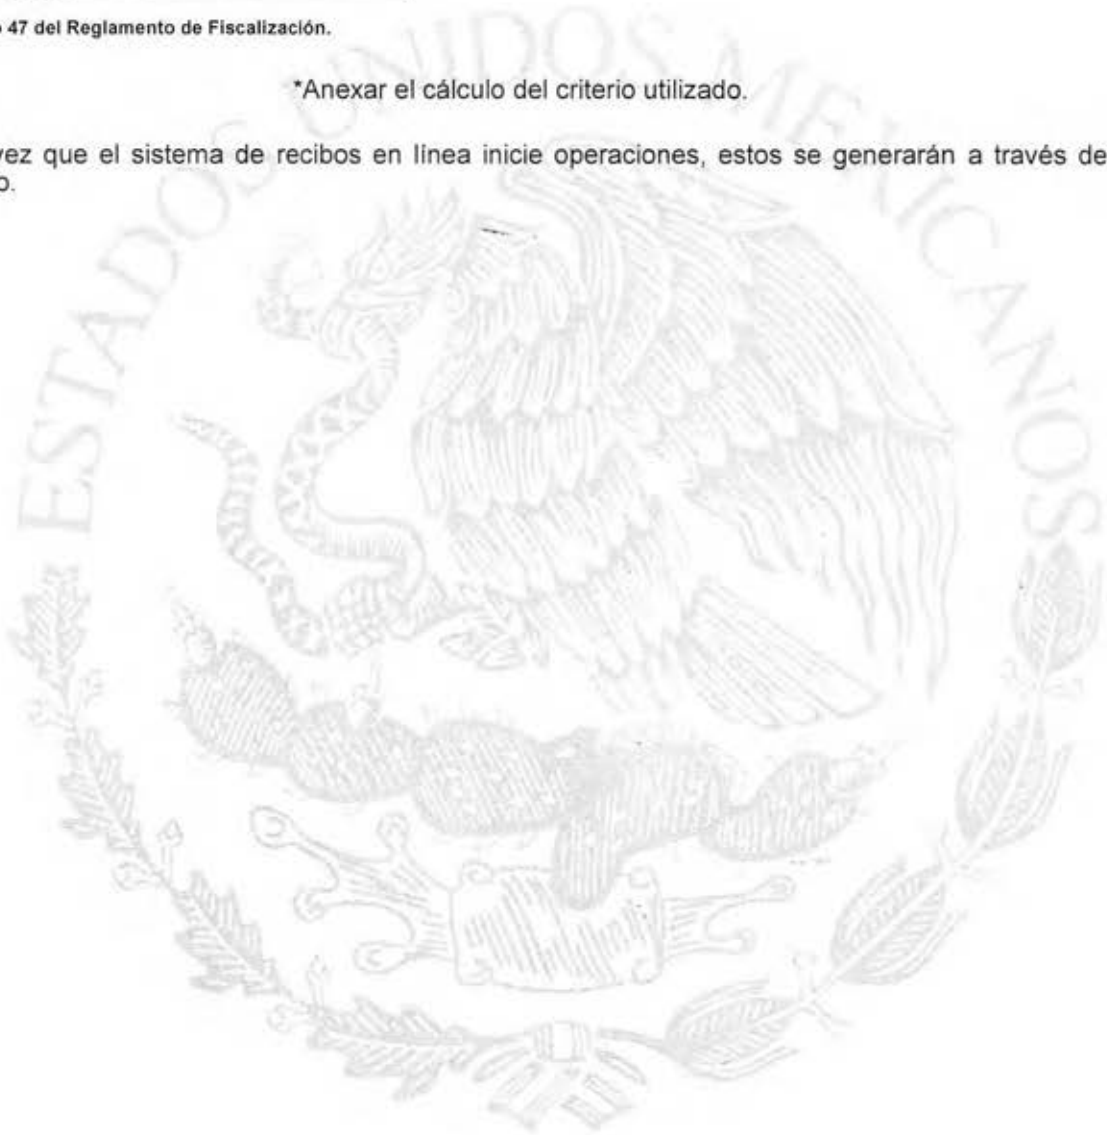 o 47 del Reglamento de Fiscalización.
*Anexar el cálculo del criterio utilizado.
vez que el sistema de recibos en línea inicie operaciones, estos se generarán a través de
o.
ESTADOS UNIDOS MEXICANOS